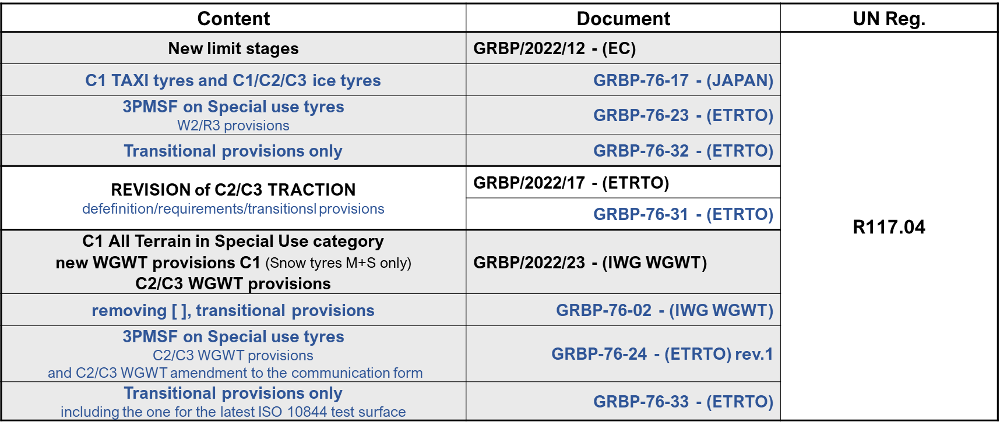 Content Document UN Reg.
New limit stages GRBP/2022/12 - (EC)
C1 TAXI tyres and C1/C2/C3 ice tyres GRBP-76-17 - (JAPAN)
3PMSF on Special use tyres
W2/R3 provisions
GRBP-76-23 - (ETRTO)
Transitional provisions only GRBP-76-32 - (ETRTO)
REVISION of C2/C3 TRACTION
defefinition/requirements/transitionsl provisions
GRBP/2022/17 - (ETRTO)
GRBP-76-31 - (ETRTO)
R117.04
C1 All Terrain in Special Use category
new WGWT provisions C1 (Snow tyres M+S only)
C2/C3 WGWT provisions
GRBP/2022/23 - (IWG WGWT)
removing [ ], transitional provisions GRBP-76-02 - (IWG WGWT)
3PMSF on Special use tyres
C2/C3 WGWT provisions
and C2/C3 WGWT amendment to the communication form
GRBP-76-24 - (ETRTO) rev.1
Transitional provisions only
including the one for the latest ISO 10844 test surface
GRBP-76-33 - (ETRTO)